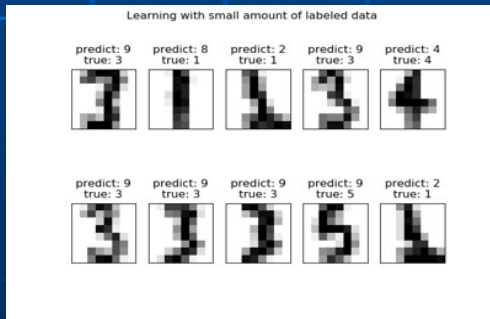 Learning with small amount of labeled data
predict: 9 predict: 8 predict: 2 predict: 9 predict: 4
true: 3 true: 1 true: 1 true: 3 true: 4
predict: 9 predict: 9 predict: 9 predict: 9 predict: 2
true: 3 true: 3 true: 3 true: 5 true: 1